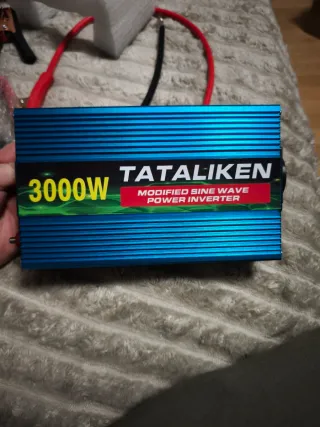 3000W
TATALIKEN
MODIFIED SINE WAVE
POWER INVERTER